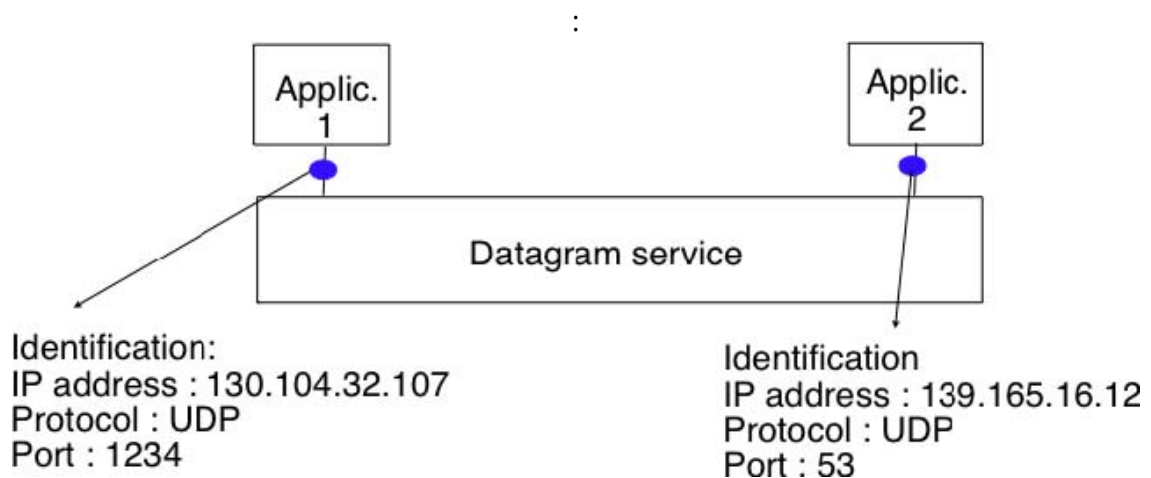 :
Applic.
1
Applic.
2
Datagram service
Identification:
IP address : 130.104.32.107
Protocol : UDP
Port : 1234
Identification
IP address : 139.165.16.12
Protocol : UDP
Port : 53